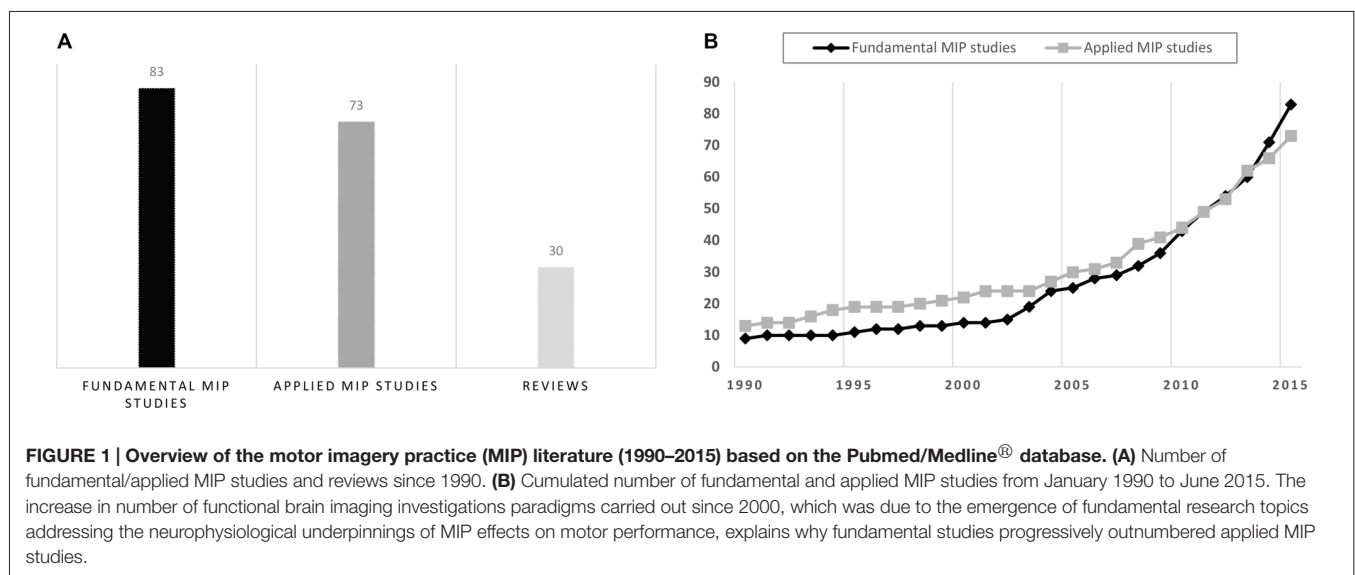 A
83
73
30
FUNDAMENTAL MIP
STUDIES
APPLIED MIP STUDIES
REVIEWS
B
Fundamental MIP studies
Applied MIP studies
90
80
70
60
50
40
30
20
10
0
1990
1995
2000
2005
2010
2015
FIGURE 1 | Overview of the motor imagery practice (MIP) literature (1990–2015) based on the Pubmed/Medline® database. (A) Number of
fundamental/applied MIP studies and reviews since 1990. (B) Cumulated number of fundamental and applied MIP studies from January 1990 to June 2015. The
increase in number of functional brain imaging investigations paradigms carried out since 2000, which was due to the emergence of fundamental research topics
addressing the neurophysiological underpinnings of MIP effects on motor performance, explains why fundamental studies progressively outnumbered applied MIP
studies.